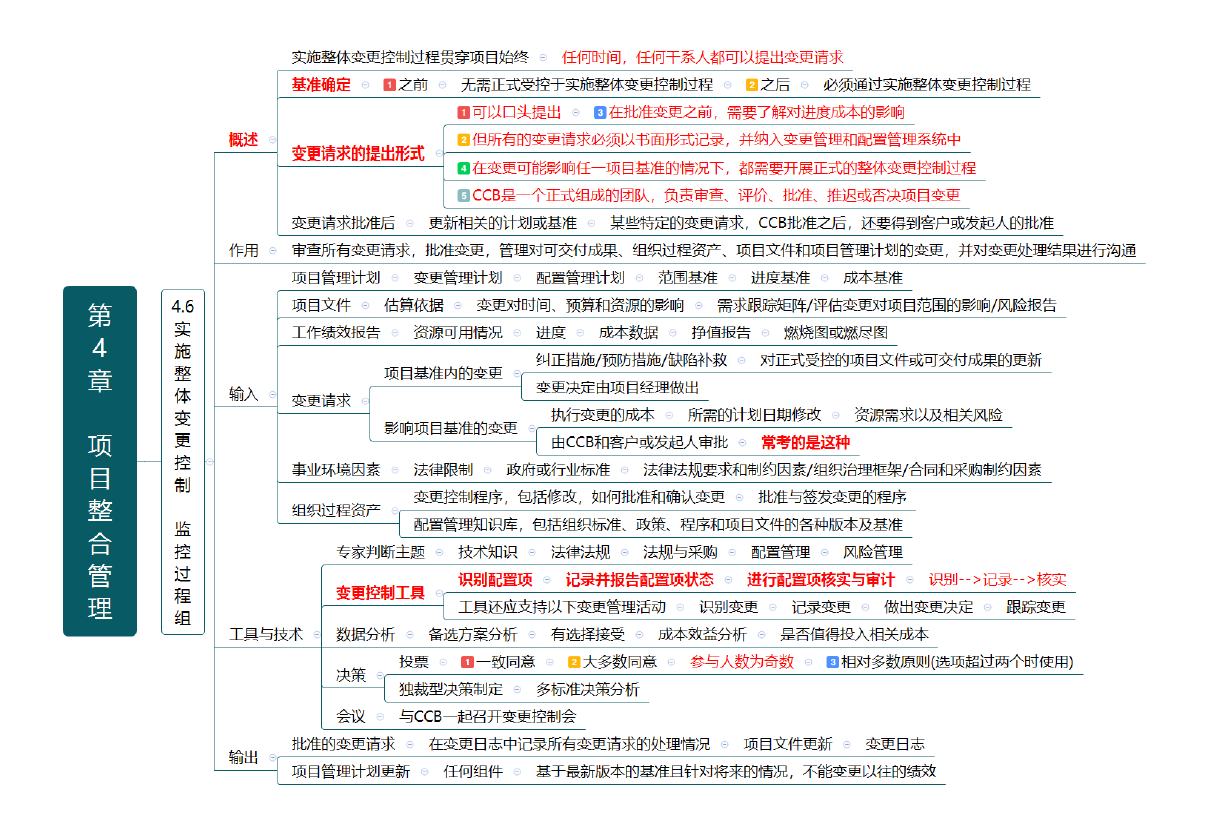 第4章 项目整合管理
4.6 实施整体变更控制 监控过程组
概述
实施整体变更控制过程贯穿项目始终 任何时间，任何干系人都可以提出变更请求
基准确定 1 之前 无需正式受控于实施整体变更控制过程 2 之后 必须通过实施整体变更控制过程
变更请求的提出形式
1 可以口头提出 3 在批准变更之前，需要了解对进度成本的影响
2 但所有的变更请求必须以书面形式记录，并纳入变更管理和配置管理系统中
4 在变更可能影响任一项目基准的情况下，都需要开展正式的整体变更控制过程
5 CCB是一个正式组成的团队，负责审查、评价、批准、推迟或否决项目变更
变更请求批准后 更新相关的计划或基准 某些特定的变更请求，CCB批准之后，还要得到客户或发起人的批准
作用 审查所有变更请求，批准变更，管理对可交付成果、组织过程资产、项目文件和项目管理计划的变更，并对变更处理结果进行沟通
输入
项目管理计划 变更管理计划 配置管理计划 范围基准 进度基准 成本基准
项目文件 估算依据 变更对时间、预算和资源的影响 需求跟踪矩阵/评估变更对项目范围的影响/风险报告
工作绩效报告 资源可用情况 进度 成本数据 挣值报告 燃烧图或燃尽图
变更请求
项目基准内的变更
纠正措施/预防措施/缺陷补救 对正式受控的项目文件或可交付成果的更新
变更决定由项目经理做出
影响项目基准的变更
执行变更的成本 所需的计划日期修改 资源需求以及相关风险
由CCB和客户或发起人审批 常考的是这种
事业环境因素 法律限制 政府或行业标准 法律法规要求和制约因素/组织治理框架/合同和采购制约因素
组织过程资产
变更控制程序，包括修改，如何批准和确认变更 批准与签发变更的程序
配置管理知识库，包括组织标准、政策、程序和项目文件的各种版本及基准
工具与技术
专家判断主题 技术知识 法律法规 法规与采购 配置管理 风险管理
变更控制工具
识别配置项 记录并报告配置项状态 进行配置项核实与审计 识别-->记录-->核实
工具还应支持以下变更管理活动 识别变更 记录变更 做出变更决定 跟踪变更
数据分析 备选方案分析 有选择接受 成本效益分析 是否值得投入相关成本
决策
投票 1 一致同意 2 大多数同意 参与人数为奇数 3 相对多数原则(选项超过两个时使用)
独裁型决策制定 多标准决策分析
会议 与CCB一起召开变更控制会
输出
批准的变更请求 在变更日志中记录所有变更请求的处理情况 项目文件更新 变更日志
项目管理计划更新 任何组件 基于最新版本的基准且针对将来的情况，不能变更以往的绩效